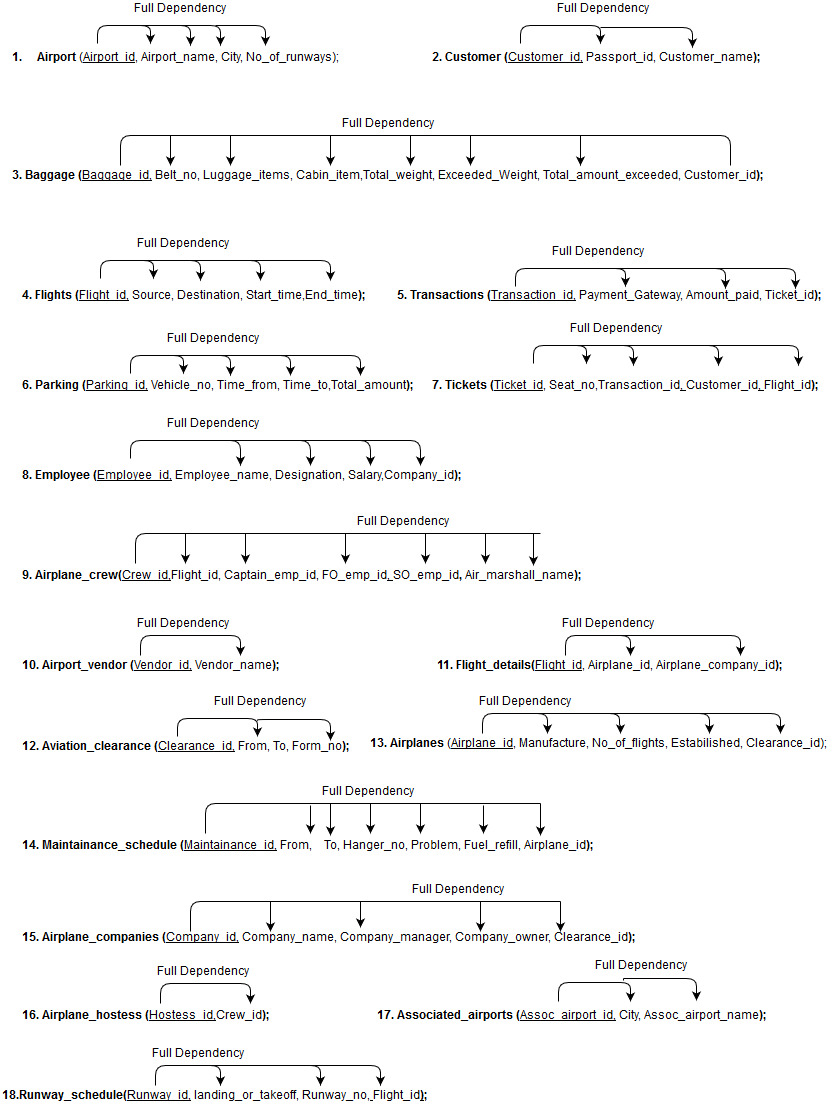 Full Dependency
Full Dependency
1. Airport (Airport_id, Airport_name, City, No_of_runways);
2. Customer (Customer_id, Passport_id, Customer_name);
Full Dependency
3. Baggage (Baggage_id, Belt_no, Luggage_items, Cabin_item,Total_weight, Exceeded_Weight, Total_amount_exceeded, Customer_id);
Full Dependency
Full Dependency
4. Flights (Flight_id, Source, Destination, Start_time,End_time);
5. Transactions (Transaction_id, Payment_Gateway, Amount_paid, Ticket_id);
Full Dependency
Full Dependency
6. Parking (Parking_id, Vehicle_no, Time_from, Time_to,Total_amount);
7. Tickets (Ticket_id, Seat_no,Transaction_id, Customer_id, Flight_id);
Full Dependency
8. Employee (Employee_id, Employee_name, Designation, Salary,Company_id);
Full Dependency
9. Airplane_crew(Crew_id,Flight_id, Captain_emp_id, FO_emp_id, SO_emp_id, Air_marshall_name);
Full Dependency
Full Dependency
10. Airport_vendor (Vendor_id, Vendor_name);
11. Flight_details(Flight_id, Airplane_id, Airplane_company_id);
Full Dependency
Full Dependency
12. Aviation_clearance (Clearance_id, From, To, Form_no);
13. Airplanes (Airplane_id, Manufacture, No_of_flights, Estabilished, Clearance_id);
Full Dependency
14. Maintainance_schedule (Maintainance_id, From, To, Hanger_no, Problem, Fuel_refill, Airplane_id);
Full Dependency
15. Airplane_companies (Company_id, Company_name, Company_manager, Company_owner, Clearance_id);
Full Dependency
Full Dependency
16. Airplane_hostess (Hostess_id,Crew_id);
17. Associated_airports (Assoc_airport_id, City, Assoc_airport_name);
Full Dependency
18.Runway_schedule(Runway_id, landing_or_takeoff, Runway_no, Flight_id);